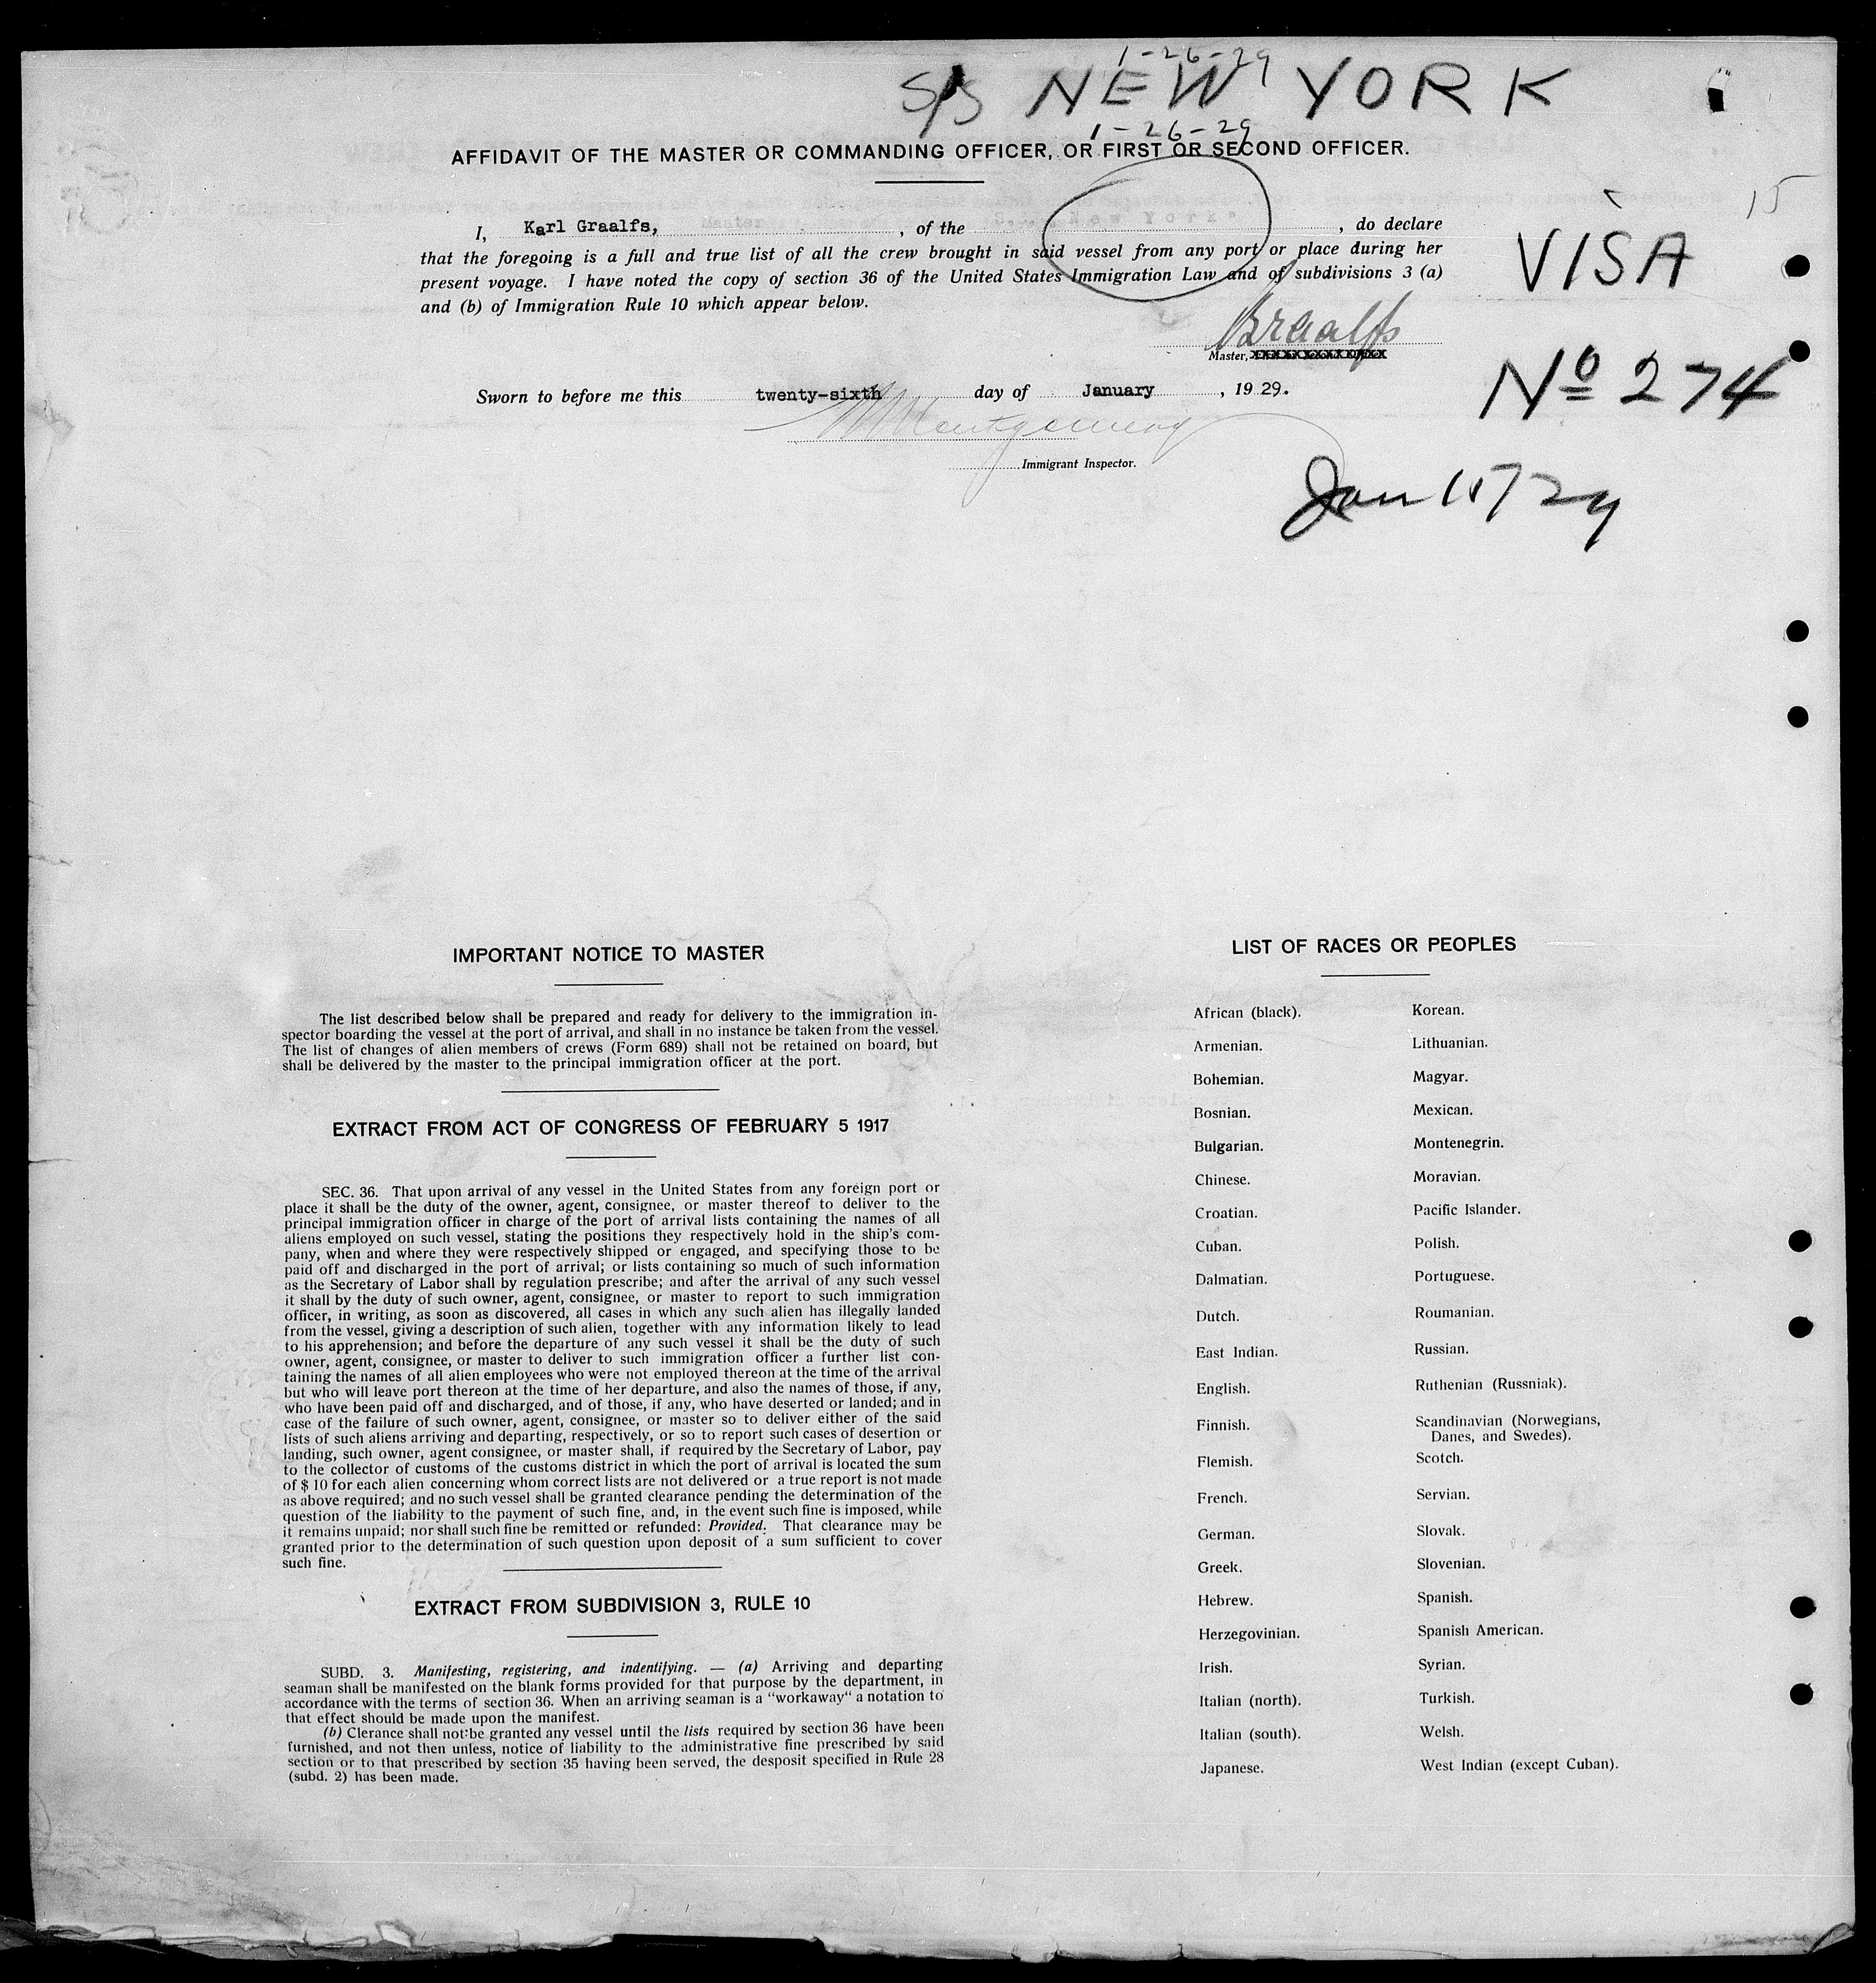 1-26-29
S/S NEW YORK
1-26-29
AFFIDAVIT OF THE MASTER OR COMMANDING OFFICER, OR FIRST OR SECOND OFFICER.
15
I, Karl Graalfs, Master , of the S.S. "New York" , do declare
that the foregoing is a full and true list of all the crew brought in said vessel from any port or place during her
present voyage. I have noted the copy of section 36 of the United States Immigration Law and of subdivisions 3 (a)
and (b) of Immigration Rule 10 which appear below.
VISA
Graalfs
Master,
Nº 274
Sworn to before me this twenty-sixth day of January , 1929.
Montgomery
Immigrant Inspector.
Jan 15/29
IMPORTANT NOTICE TO MASTER
The list described below shall be prepared and ready for delivery to the immigration in-
spector boarding the vessel at the port of arrival, and shall in no instance be taken from the vessel.
The list of changes of alien members of crews (Form 689) shall not be retained on board, but
shall be delivered by the master to the principal immigration officer at the port.
EXTRACT FROM ACT OF CONGRESS OF FEBRUARY 5 1917
SEC. 36. That upon arrival of any vessel in the United States from any foreign port or
place it shall be the duty of the owner, agent, consignee, or master thereof to deliver to the
principal immigration officer in charge of the port of arrival lists containing the names of all
aliens employed on such vessel, stating the positions they respectively hold in the ship's com-
pany, when and where they were respectively shipped or engaged, and specifying those to be
paid off and discharged in the port of arrival; or lists containing so much of such information
as the Secretary of Labor shall by regulation prescribe; and after the arrival of any such vessel
it shall by the duty of such owner, agent, consignee, or master to report to such immigration
officer, in writing, as soon as discovered, all cases in which any such alien has illegally landed
from the vessel, giving a description of such alien, together with any information likely to lead
to his apprehension; and before the departure of any such vessel it shall be the duty of such
owner, agent, consignee, or master to deliver to such immigration officer a further list con-
taining the names of all alien employees who were not employed thereon at the time of the arrival
but who will leave port thereon at the time of her departure, and also the names of those, if any,
who have been paid off and discharged, and of those, if any, who have deserted or landed; and in
case of the failure of such owner, agent, consignee, or master so to deliver either of the said
lists of such aliens arriving and departing, respectively, or so to report such cases of desertion or
landing, such owner, agent consignee, or master shall, if required by the Secretary of Labor, pay
to the collector of customs of the customs district in which the port of arrival is located the sum
of $ 10 for each alien concerning whom correct lists are not delivered or a true report is not made
as above required; and no such vessel shall be granted clearance pending the determination of the
question of the liability to the payment of such fine, and, in the event such fine is imposed, while
it remains unpaid; nor shall such fine be remitted or refunded: Provided. That clearance may be
granted prior to the determination of such question upon deposit of a sum sufficient to cover
such fine.
EXTRACT FROM SUBDIVISION 3, RULE 10
SUBD. 3. Manifesting, registering, and indentifying. — (a) Arriving and departing
seaman shall be manifested on the blank forms provided for that purpose by the department, in
accordance with the terms of section 36. When an arriving seaman is a "workaway" a notation to
that effect should be made upon the manifest.
(b) Clerance shall not be granted any vessel until the lists required by section 36 have been
furnished, and not then unless, notice of liability to the administrative fine prescribed by said
section or to that prescribed by section 35 having been served, the desposit specified in Rule 28
(subd. 2) has been made.
LIST OF RACES OR PEOPLES
African (black).
Armenian.
Bohemian.
Bosnian.
Bulgarian.
Chinese.
Croatian.
Cuban.
Dalmatian.
Dutch.
East Indian.
English.
Finnish.
Flemish.
French.
German.
Greek.
Hebrew.
Herzegovinian.
Irish.
Italian (north).
Italian (south).
Japanese.
Korean.
Lithuanian.
Magyar.
Mexican.
Montenegrin.
Moravian.
Pacific Islander.
Polish.
Portuguese.
Roumanian.
Russian.
Ruthenian (Russniak).
Scandinavian (Norwegians,
Danes, and Swedes).
Scotch.
Servian.
Slovak.
Slovenian.
Spanish.
Spanish American.
Syrian.
Turkish.
Welsh.
West Indian (except Cuban).